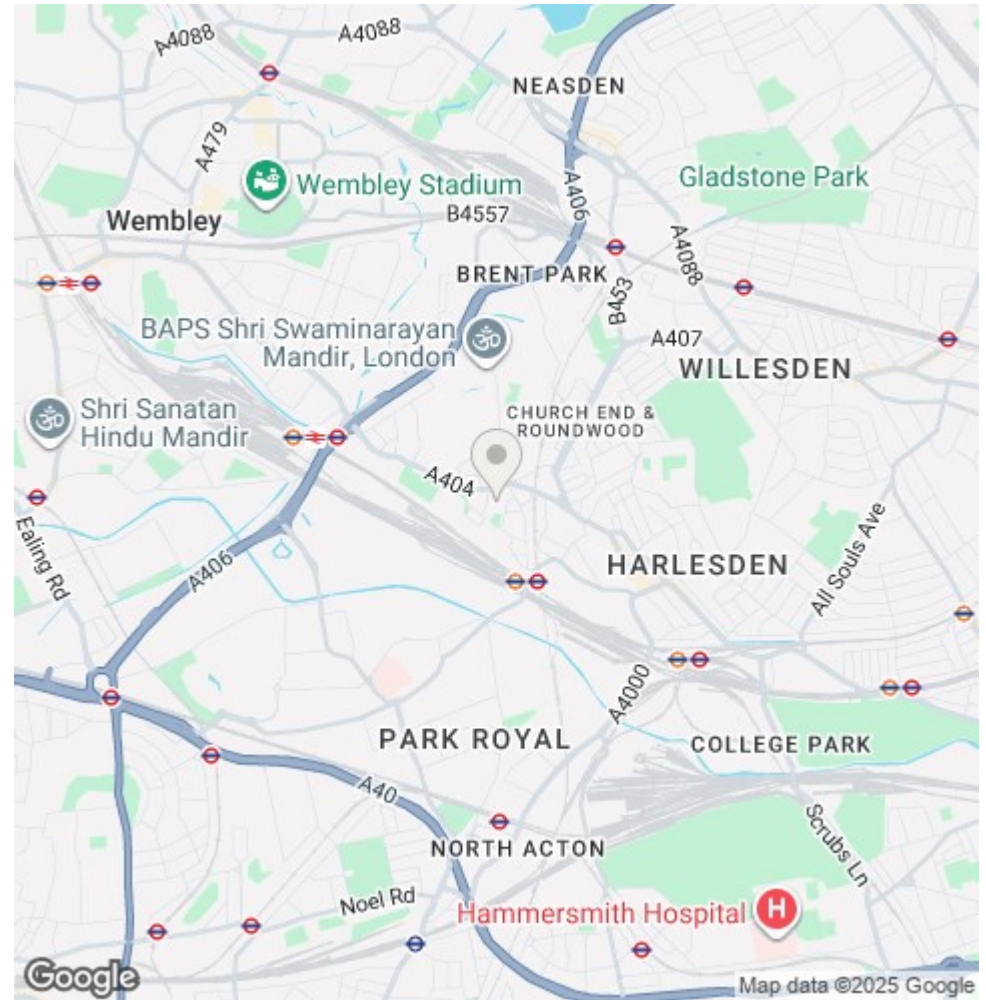 A4088
A4088
NEASDEN
A479
A406
Gladstone Park
Wembley Stadium
B4557
Wembley
A4088
BRENT PARK
B453
BAPS Shri Swaminarayan
Mandir, London
A407
WILLESDEN
Shri Sanatan
Hindu Mandir
CHURCH END &
ROUNDWOOD
A404
Ealing Rd
A406
HARLESDEN
All Souls Ave
A4000
PARK ROYAL
COLLEGE PARK
A40
Scrubs Ln
NORTH ACTON
Noel Rd
Hammersmith Hospital
H
Google
Map data ©2025 Google